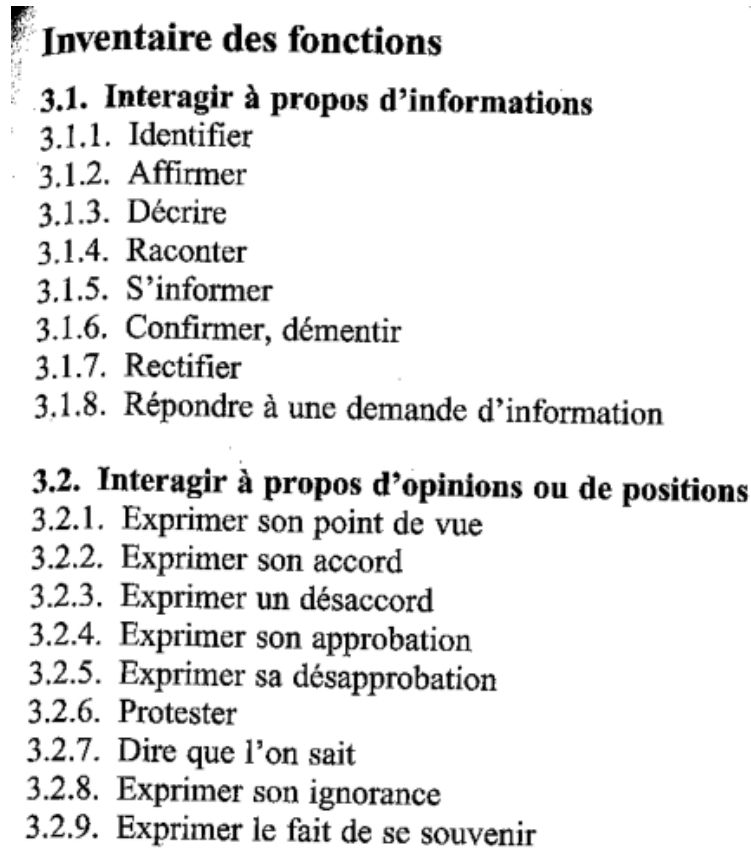 Inventaire des fonctions
3.1. Interagir à propos d'informations
3.1.1. Identifier
3.1.2. Affirmer
3.1.3. Décrire
3.1.4. Raconter
3.1.5. S'informer
3.1.6. Confirmer, démentir
3.1.7. Rectifier
3.1.8. Répondre à une demande d'information
3.2. Interagir à propos d'opinions ou de positions
3.2.1. Exprimer son point de vue
3.2.2. Exprimer son accord
3.2.3. Exprimer un désaccord
3.2.4. Exprimer son approbation
3.2.5. Exprimer sa désapprobation
3.2.6. Protester
3.2.7. Dire que l'on sait
3.2.8. Exprimer son ignorance
3.2.9. Exprimer le fait de se souvenir